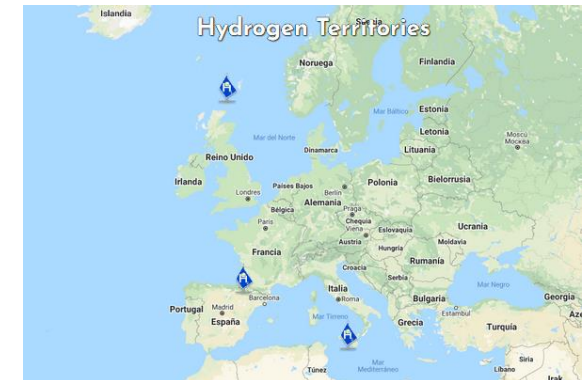 Islandia
Suecia
Hydrogen Territories
Noruega
Finlandia
Mar Báltico
Estonia
Letonia
Moscú
Москва
Mar del Norte
Dinamarca
Lituania
Reino Unido
Irlanda
Bielorrusia
Países Bajos
Berlín
Polonia
Londres
Alemania
Bélgica
Praga
Ucrania
París
Chequia
Viena
Eslovaquia
Moldavia
Austria
Hungría
Francia
Rumanía
Croacia
Serbia
Mar Negro
Italia
Bulgaria
Georgia
Portugal
Madrid
Barcelona
Roma
Estambul
España
Mar Tirreno
Grecia
Turquía
Túnez
Mar
Mediterráneo
Siria
Líbano
Irak